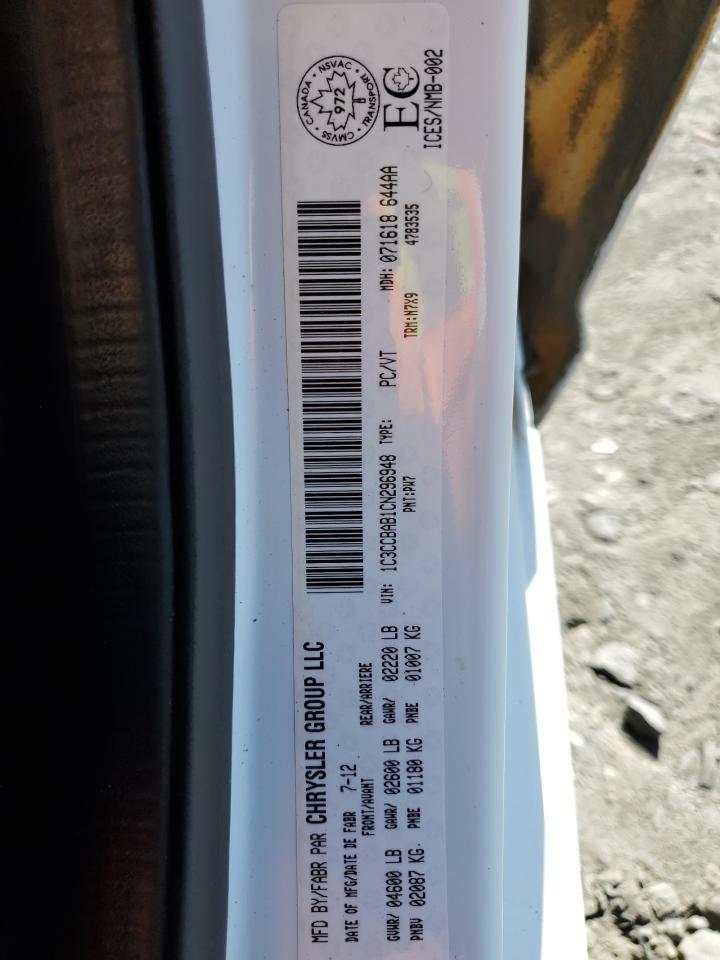 MFD BY/FABR PAR CHRYSLER GROUP LLC
DATE OF MFG/DATE DE FABR 7-12
FRONT/AVANT REAR/ARRIERE
GVWR/ 04600 LB GAWR/ 02600 LB GAWR/ 02220 LB
PNBV 02087 KG. PNBE 01180 KG PNBE 01007 KG
VIN: 1C3CCBAB1CN296948 TYPE: PC/VT MDH: 071618 644AA
PNT:PW7 TRM:N7X9 4783535
CANADA · NSVAC · TRANSPORT · CMVSS
972
EC
ICES/NMB-002